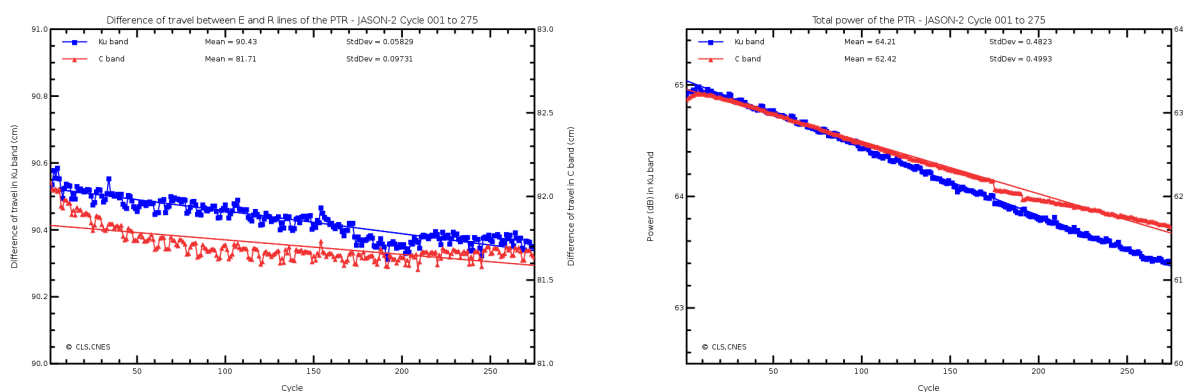 Difference of travel between E and R lines of the PTR - JASON-2 Cycle 001 to 275
91.0
90.8
90.6
90.4
90.2
90.0
Difference of travel in Ku band (cm)
Ku band Mean = 90.43 StdDev = 0.05829
C band Mean = 81.71 StdDev = 0.09731
83.0
82.5
82.0
81.5
81.0
Difference of travel in C band (cm)
© CLS,CNES
50 100 150 200 250
Cycle
Total power of the PTR - JASON-2 Cycle 001 to 275
65
64
63
Power (dB) in Ku band
Ku band Mean = 64.21 StdDev = 0.4823
C band Mean = 62.42 StdDev = 0.4993
64
63
62
61
60
© CLS,CNES
50 100 150 200 250
Cycle